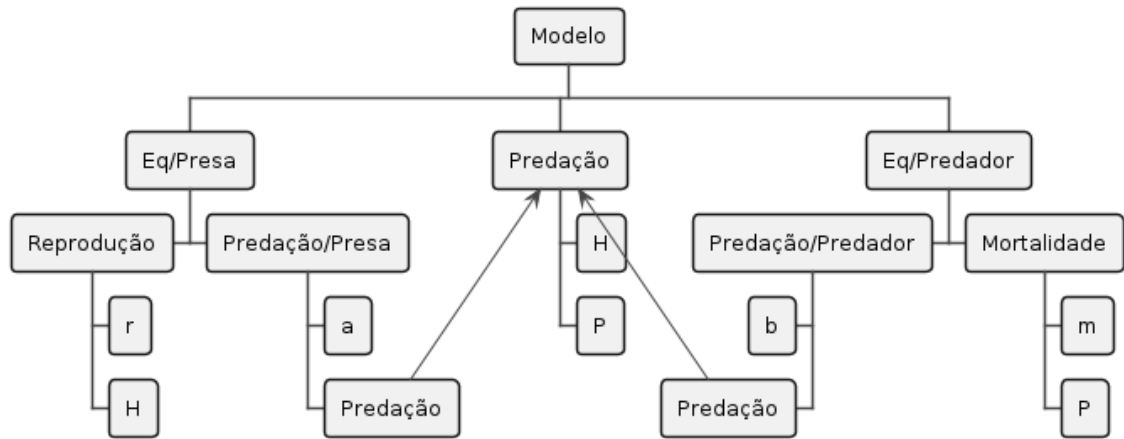 Modelo
Eq/Presa
Predação
Eq/Predador
Reprodução
Predação/Presa
H
Predação/Predador
Mortalidade
r
a
P
b
m
H
Predação
Predação
P